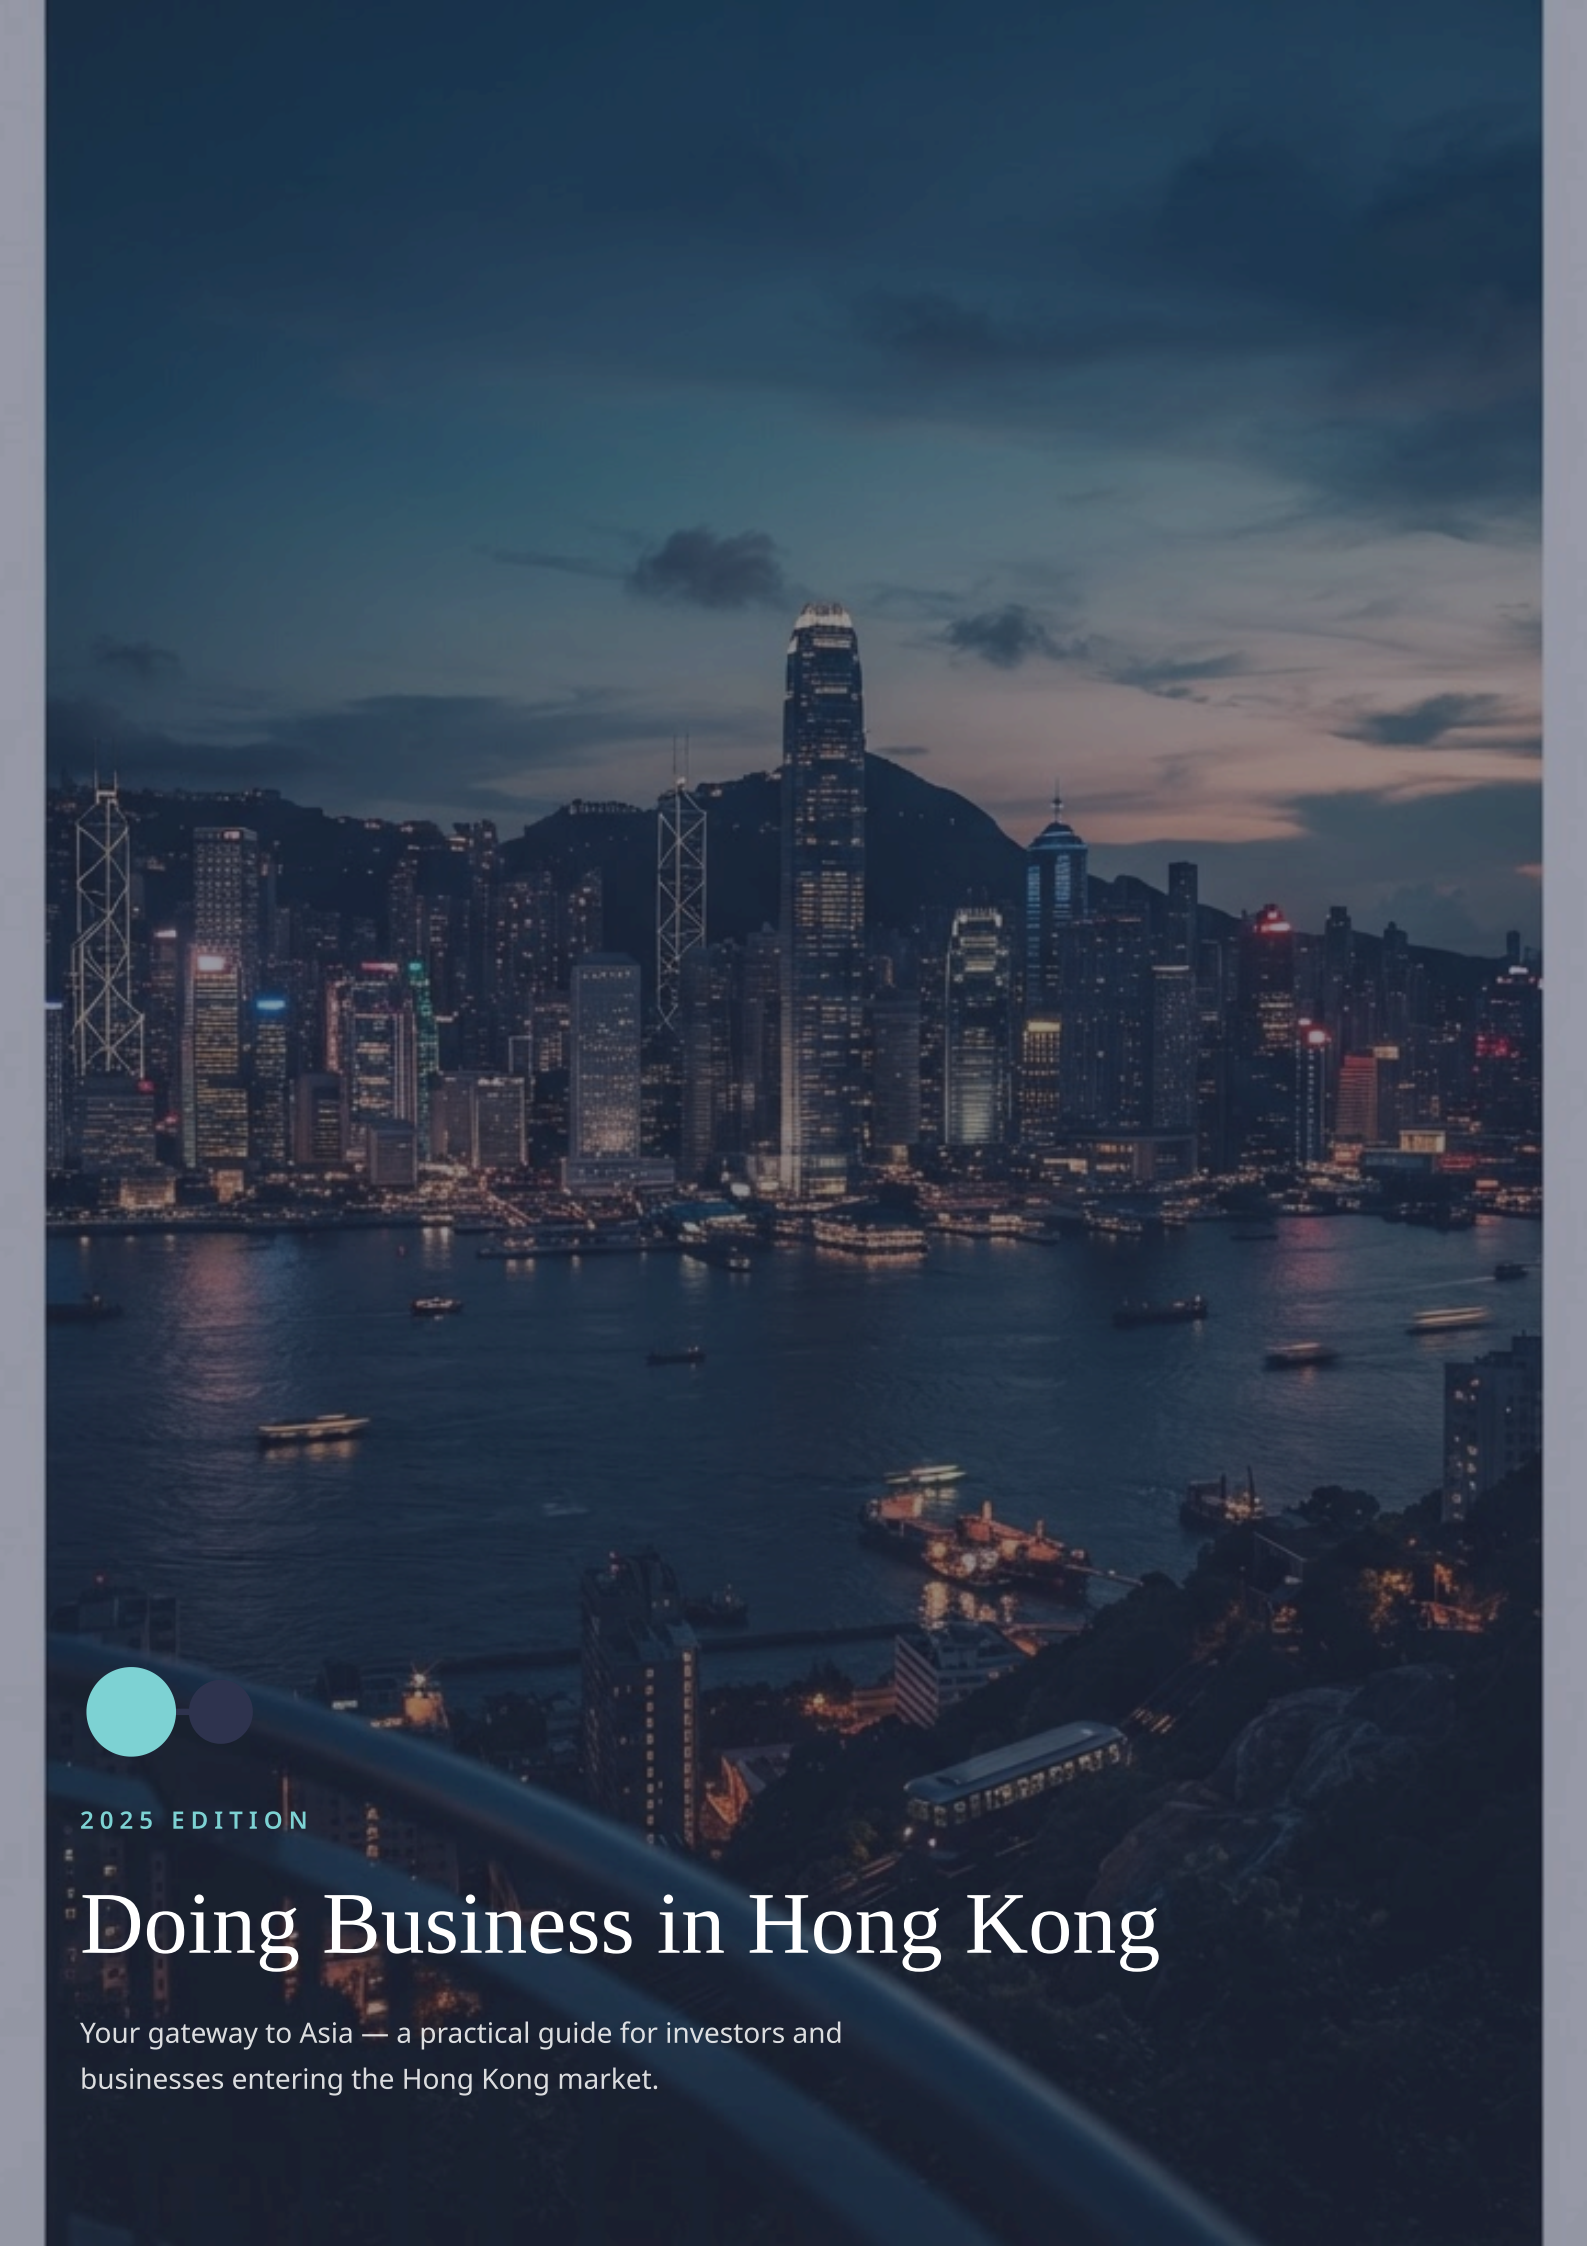 2025 EDITION
Doing Business in Hong Kong
Your gateway to Asia — a practical guide for investors and
businesses entering the Hong Kong market.